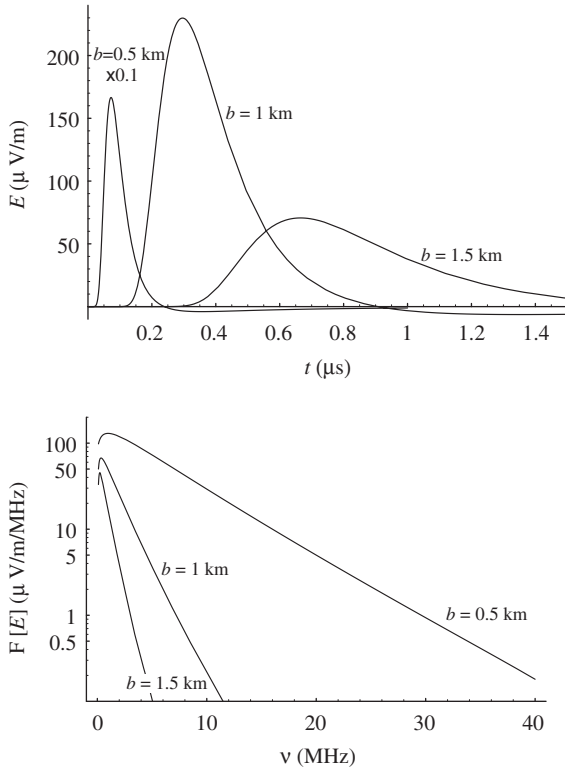 200
150
100
50
E (μ V/m)
b=0.5 km
x0.1
b = 1 km
b = 1.5 km
0.2 0.4 0.6 0.8 1 1.2 1.4
t (μs)
100
50
10
5
1
0.5
F [E] (μ V/m/MHz)
b = 1 km
b = 0.5 km
b = 1.5 km
0 10 20 30 40
ν (MHz)